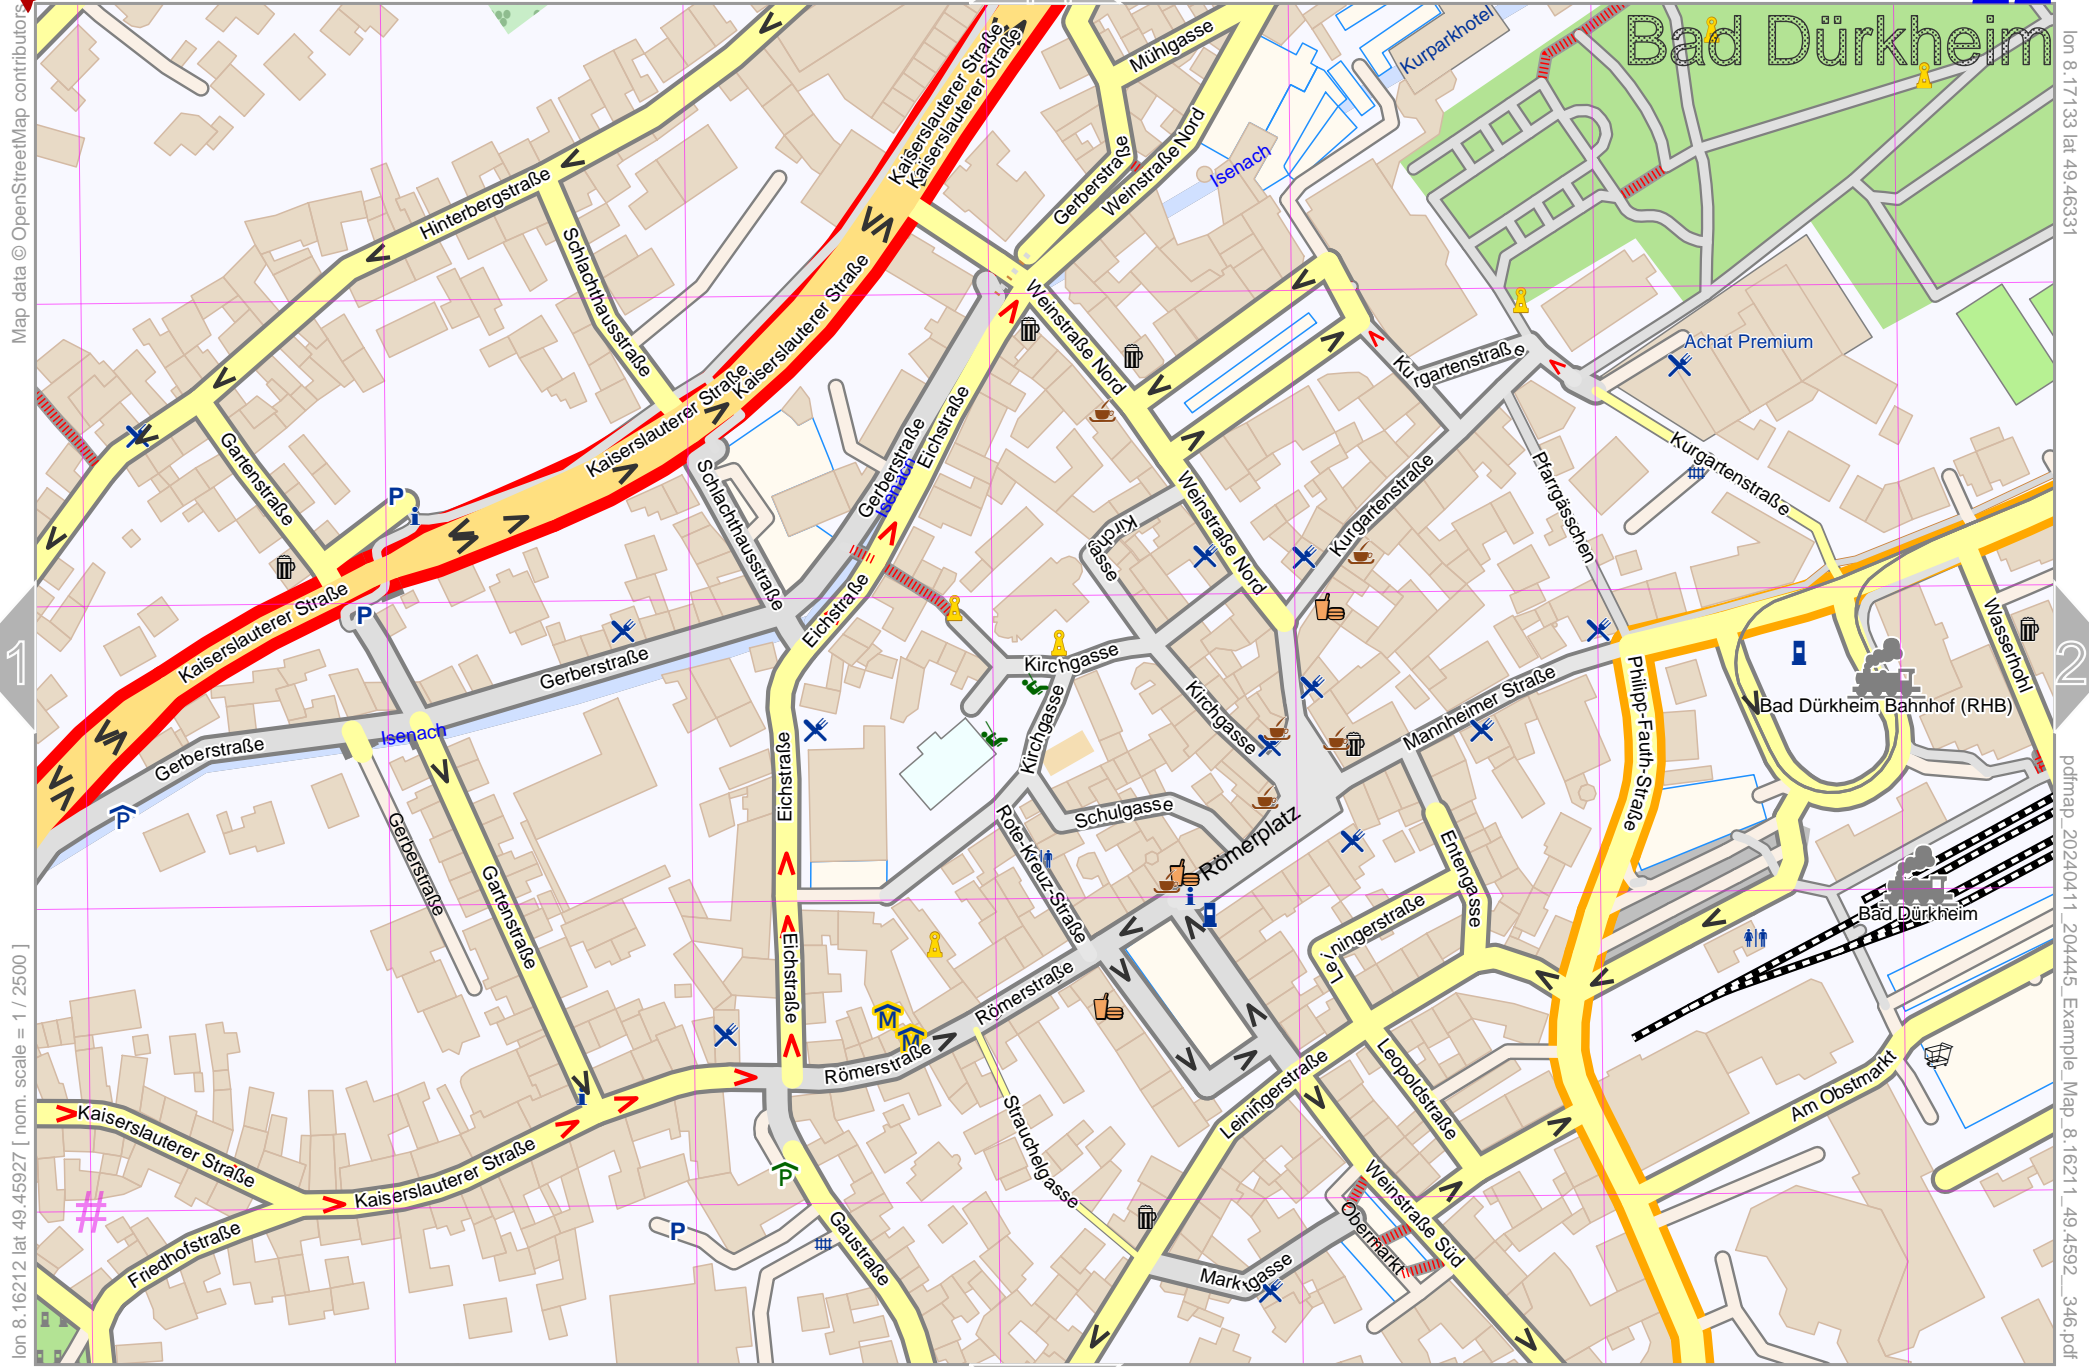 Map data © OpenStreetMap contributors
lon 8.16212 lat 49.45927 [ nom. scale = 1 / 2500 ]
lon 8.17133 lat 49.46331
pdfmap_20240411_204445_Example_Map_8.16211_49.4592__346.pdf
1
2
Bad Dürkheim
Kurparkhotel
Mühlgasse
Kaiserslauterer Straße
Kaiserslauterer Straße
Gerberstraße
Weinstraße Nord
Isenach
Hinterbergstraße
Schlachthausstraße
Kaiserslauterer Straße
Weinstraße Nord
Kurgartenstraße
Achat Premium
Kaiserslauterer Straße
Gartenstraße
P
i
Schlachthausstraße
Gerberstraße
Isenach
Eichstraße
Kirchgasse
Weinstraße Nord
Kurgartenstraße
Pfarrgässchen
Kurgartenstraße
Kaiserslauterer Straße
P
Eichstraße
Gerberstraße
Kirchgasse
Wasserhohl
Gerberstraße
Isenach
P
Eichstraße
Kirchgasse
Kirchgasse
Mannheimer Straße
Philipp-Fauth-Straße
Bad Dürkheim Bahnhof (RHB)
Gerberstraße
Gartenstraße
Rote-Kreuz-Straße
Schulgasse
Römerplatz
Entengasse
Bad Dürkheim
i
Eichstraße
Leiningerstraße
Römerstraße
M
M
Römerstraße
i
Leiningerstraße
Leopoldstraße
Am Obstmarkt
Kaiserslauterer Straße
Kaiserslauterer Straße
Strauchelgasse
P
#
Friedhofstraße
P
Gaustraße
Marktgasse
Obermarkt
Weinstraße Süd